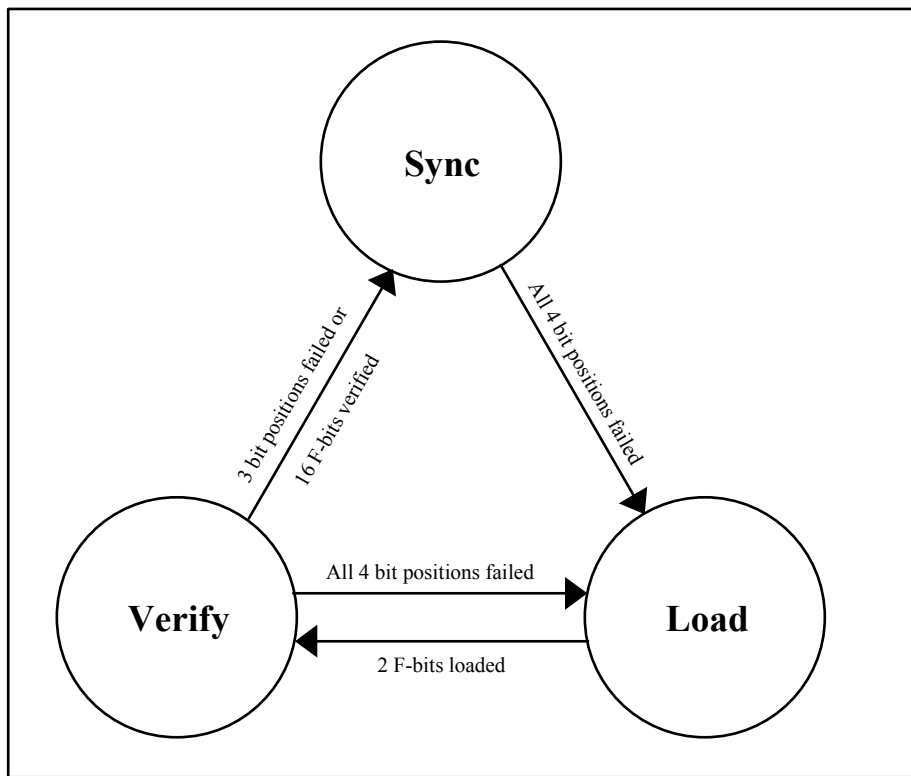 Sync
3 bit positions failed or
16 F-bits verified
All 4 bit positions failed
All 4 bit positions failed
Verify
Load
2 F-bits loaded